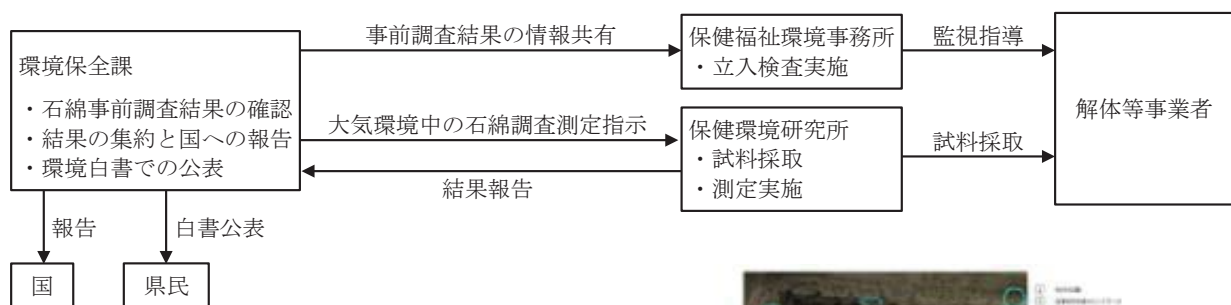 事前調査結果の情報共有
保健福祉環境事務所
・立入検査実施
監視指導
環境保全課
・石綿事前調査結果の確認
・結果の集約と国への報告
・環境白書での公表
大気環境中の石綿調査測定指示
結果報告
保健環境研究所
・試料採取
・測定実施
試料採取
解体等事業者
報告
白書公表
国
県民